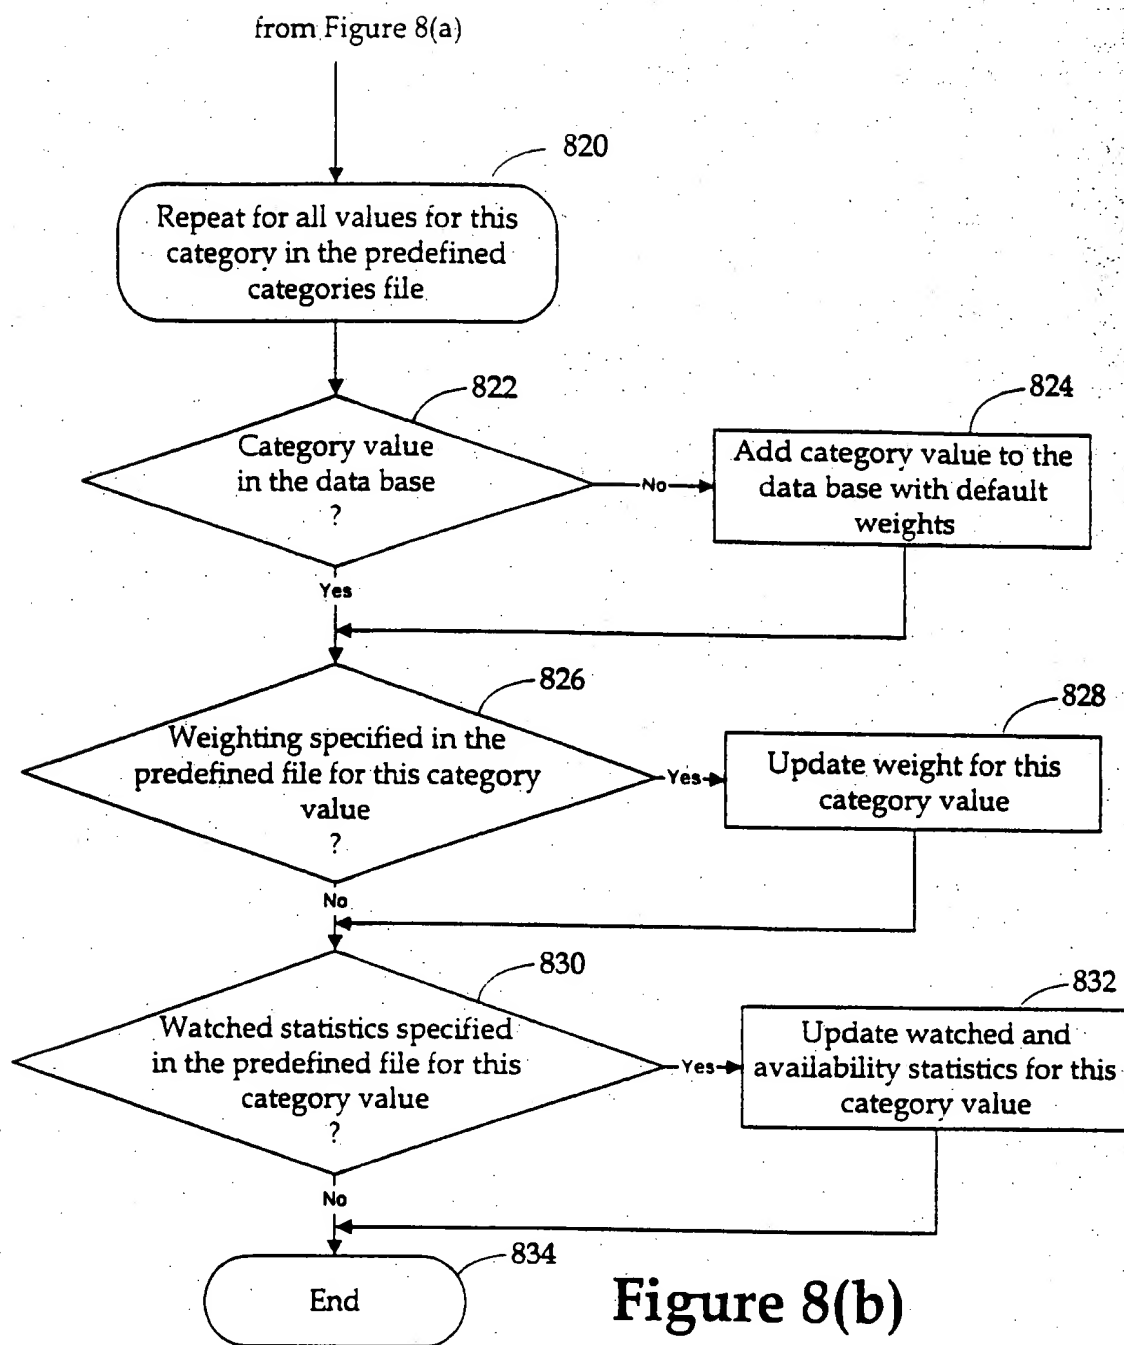 from Figure 8(a)
820
Repeat for all values for this
category in the predefined
categories file
822
Category value
in the data base
?
No
824
Add category value to the
data base with default
weights
Yes
826
Weighting specified in the
predefined file for this category
value
?
Yes
828
Update weight for this
category value
No
830
Watched statistics specified
in the predefined file for this
category value
?
Yes
832
Update watched and
availability statistics for this
category value
No
834
End
Figure 8(b)